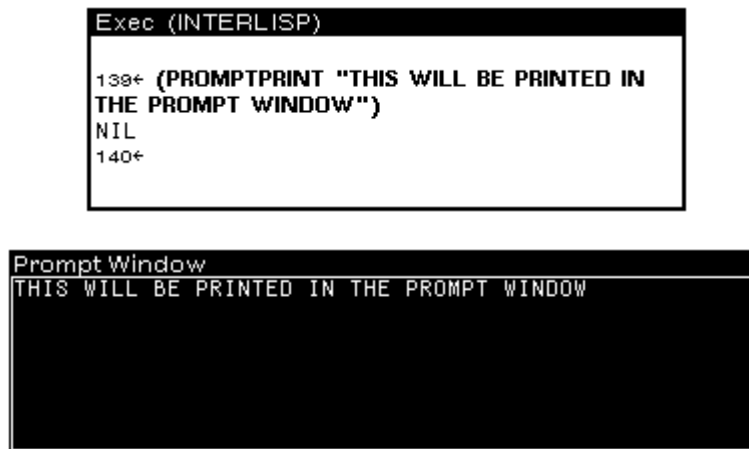 Exec (INTERLISP)
139← (PROMPTPRINT "THIS WILL BE PRINTED IN
THE PROMPT WINDOW")
NIL
140←
Prompt Window
THIS WILL BE PRINTED IN THE PROMPT WINDOW